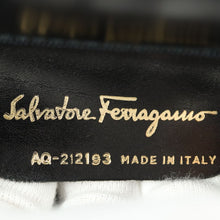 Salvatore Ferragamo
AQ-212193 MADE IN ITALY